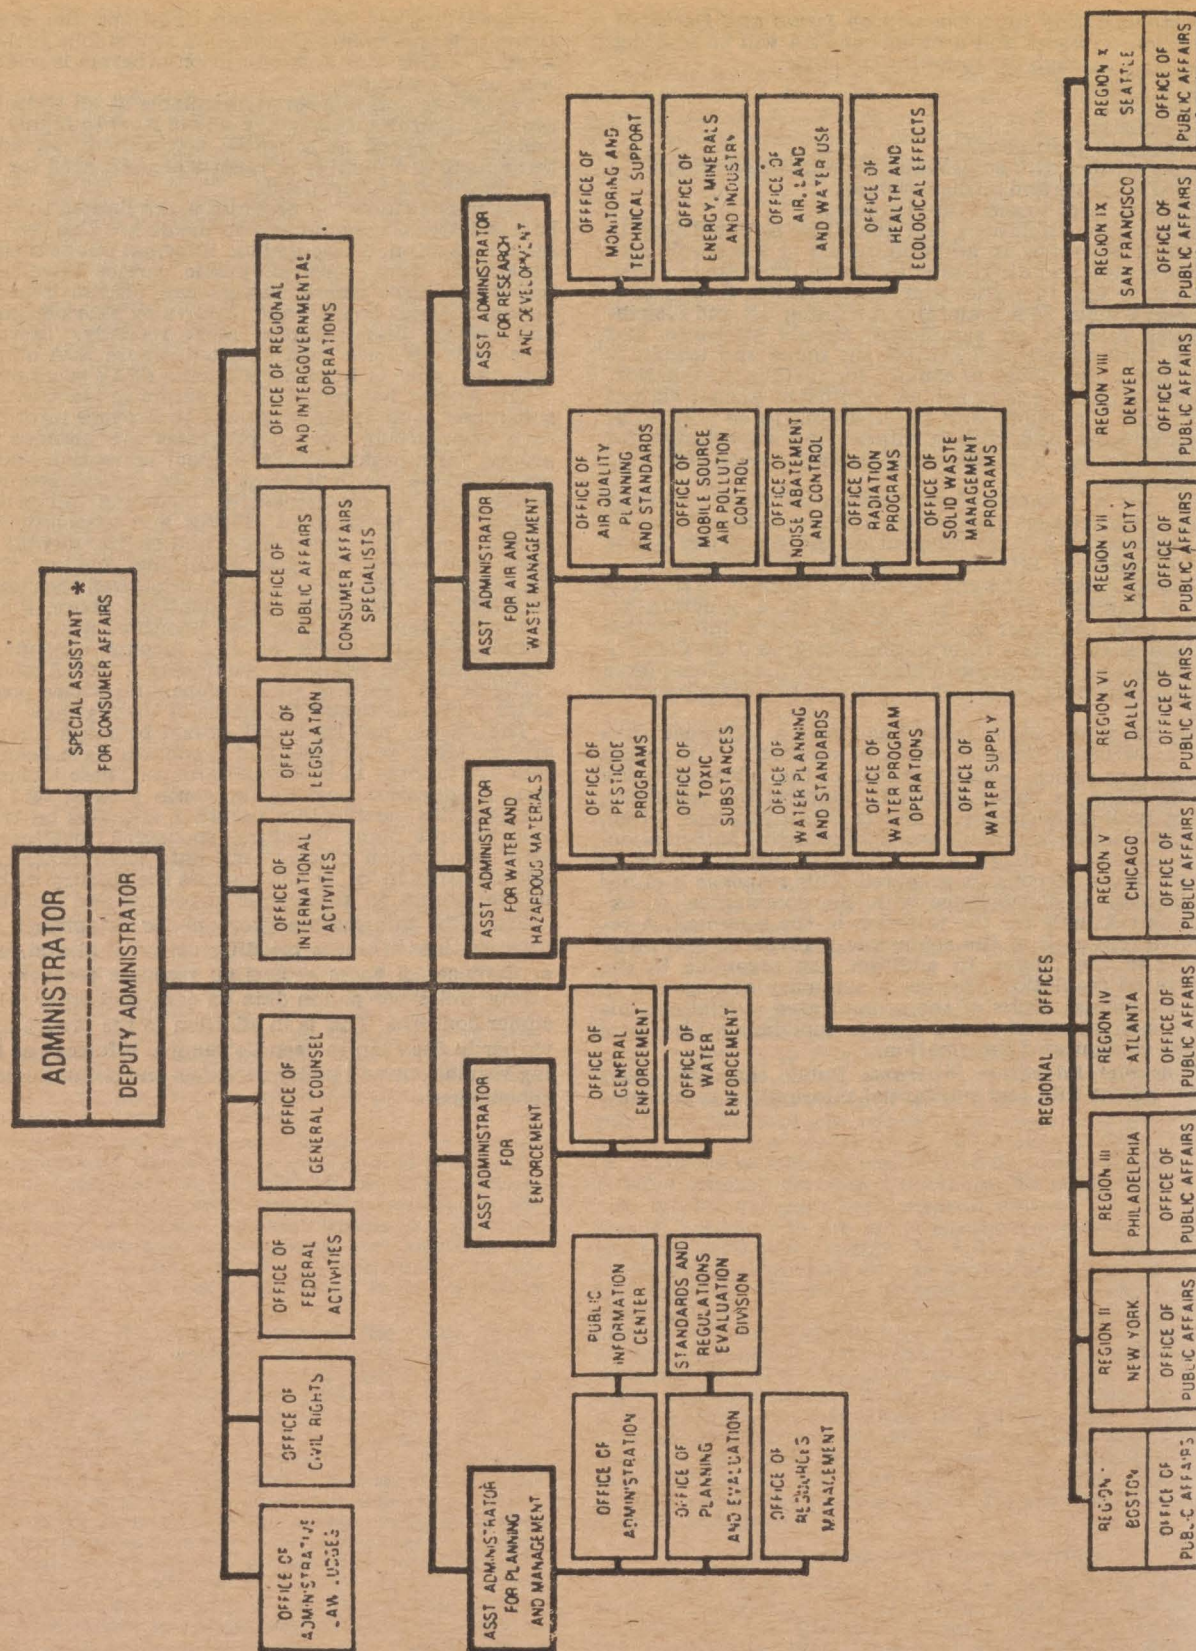 ADMINISTRATOR
DEPUTY ADMINISTRATOR
SPECIAL ASSISTANT *
FOR CONSUMER AFFAIRS
OFFICE OF
ADMINISTRATIVE
LAW JUDGES
OFFICE OF
CIVIL RIGHTS
OFFICE OF
FEDERAL
ACTIVITIES
OFFICE OF
GENERAL COUNSEL
OFFICE OF
INTERNATIONAL
ACTIVITIES
OFFICE OF
LEGISLATION
OFFICE OF
PUBLIC AFFAIRS
CONSUMER AFFAIRS
SPECIALISTS
OFFICE OF REGIONAL
AND INTERGOVERNMENTAL
OPERATIONS
ASST ADMINISTRATOR
FOR PLANNING
AND MANAGEMENT
OFFICE OF
ADMINISTRATION
PUBLIC
INFORMATION
CENTER
OFFICE OF
PLANNING
AND EVALUATION
STANDARDS AND
REGULATIONS
EVALUATION
DIVISION
OFFICE OF
RESOURCES
MANAGEMENT
ASST ADMINISTRATOR
FOR
ENFORCEMENT
OFFICE OF
GENERAL
ENFORCEMENT
OFFICE OF
WATER
ENFORCEMENT
ASST ADMINISTRATOR
FOR WATER AND
HAZARDOUS MATERIALS
OFFICE OF
PESTICIDE
PROGRAMS
OFFICE OF
TOXIC
SUBSTANCES
OFFICE OF
WATER PLANNING
AND STANDARDS
OFFICE OF
WATER PROGRAM
OPERATIONS
OFFICE OF
WATER SUPPLY
ASST ADMINISTRATOR
FOR AIR AND
WASTE MANAGEMENT
OFFICE OF
AIR QUALITY
PLANNING
AND STANDARDS
OFFICE OF
MOBILE SOURCE
AIR POLLUTION
CONTROL
OFFICE OF
NOISE ABATEMENT
AND CONTROL
OFFICE OF
RADIATION
PROGRAMS
OFFICE OF
SOLID WASTE
MANAGEMENT
PROGRAMS
ASST ADMINISTRATOR
FOR RESEARCH
AND DEVELOPMENT
OFFFICE OF
MONITORING AND
TECHNICAL SUPPORT
OFFICE OF
ENERGY, MINERALS
AND INDUSTRY
OFFICE OF
AIR, LAND
AND WATER USE
OFFICE OF
HEALTH AND
ECOLOGICAL EFFECTS
REGIONAL OFFICES
REGION
BOSTON
OFFICE OF
PUBLIC AFFAIRS
REGION II
NEW YORK
OFFICE OF
PUBLIC AFFAIRS
REGION III
PHILADELPHIA
OFFICE OF
PUBLIC AFFAIRS
REGION IV
ATLANTA
OFFICE OF
PUBLIC AFFAIRS
REGION V
CHICAGO
OFFICE OF
PUBLIC AFFAIRS
REGION VI
DALLAS
OFFICE OF
PUBLIC AFFAIRS
REGION VII
KANSAS CITY
OFFICE OF
PUBLIC AFFAIRS
REGION VIII
DENVER
OFFICE OF
PUBLIC AFFAIRS
REGION IX
SAN FRANCISCO
OFFICE OF
PUBLIC AFFAIRS
REGION X
SEATTLE
OFFICE OF
PUBLIC AFFAIRS